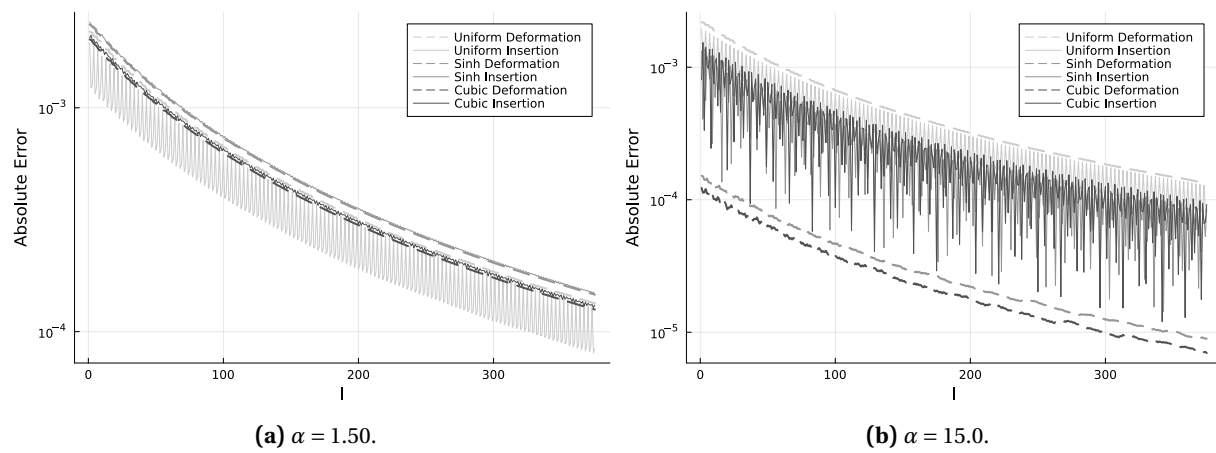 Absolute Error
10⁻³
10⁻⁴
Uniform Deformation
Uniform Insertion
Sinh Deformation
Sinh Insertion
Cubic Deformation
Cubic Insertion
0 100 200 300
l
(a) α = 1.50.
Absolute Error
10⁻³
10⁻⁴
10⁻⁵
Uniform Deformation
Uniform Insertion
Sinh Deformation
Sinh Insertion
Cubic Deformation
Cubic Insertion
0 100 200 300
l
(b) α = 15.0.